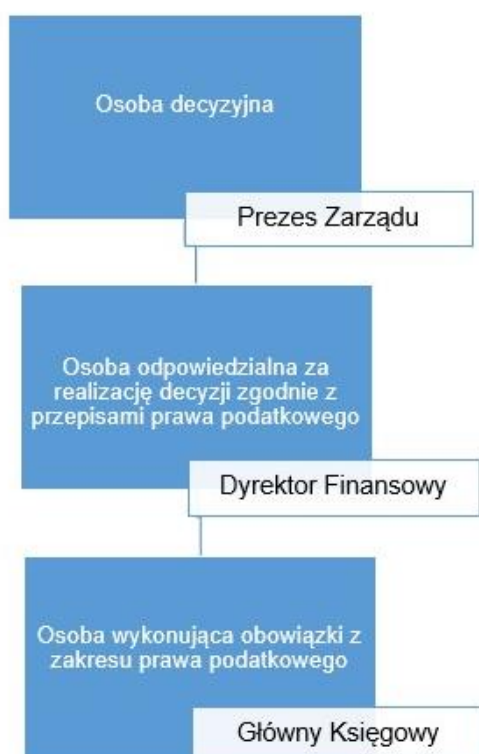 Osoba decyzyjna
Prezes Zarządu
Osoba odpowiedzialna za
realizację decyzji zgodnie z
przepisami prawa podatkowego
Dyrektor Finansowy
Osoba wykonująca obowiązki z
zakresu prawa podatkowego
Główny Księgowy